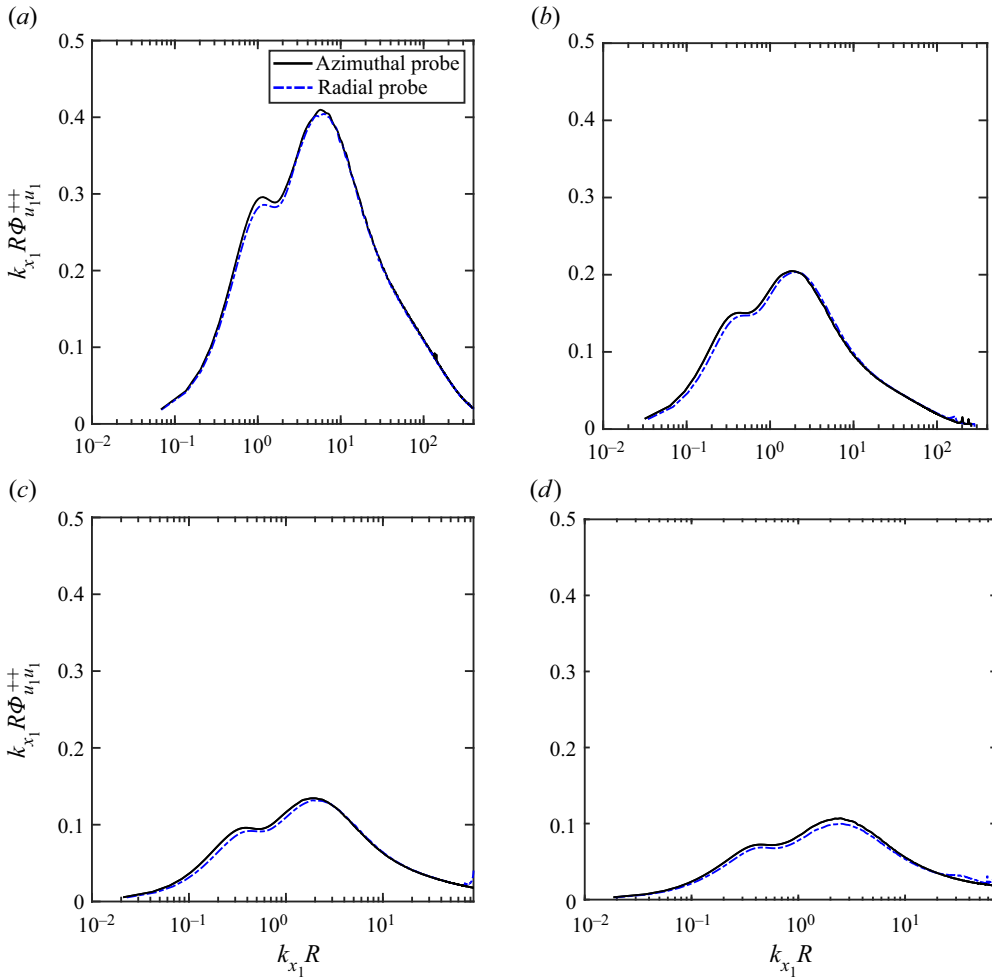 (a)
0.5
0.4
0.3
0.2
0.1
0
k_{x_1} R Φ^{++}_{u_1 u_1}
Azimuthal probe
Radial probe
10^{−2} 10^{−1} 10^{0} 10^{1} 10^{2}
(b)
0.5
0.4
0.3
0.2
0.1
0
10^{−2} 10^{−1} 10^{0} 10^{1} 10^{2}
(c)
0.5
0.4
0.3
0.2
0.1
0
k_{x_1} R Φ^{++}_{u_1 u_1}
10^{−2} 10^{−1} 10^{0} 10^{1}
k_{x_1} R
(d)
0.5
0.4
0.3
0.2
0.1
0
10^{−2} 10^{−1} 10^{0} 10^{1}
k_{x_1} R